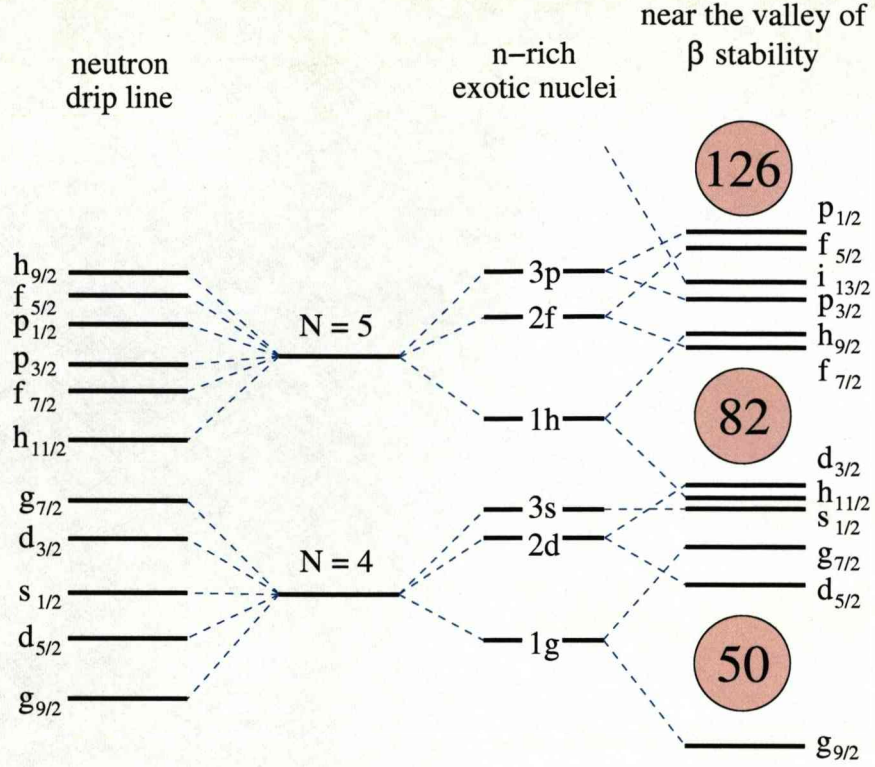 neutron
drip line
n−rich
exotic nuclei
near the valley of
β stability
h9/2
f5/2
p1/2
p3/2
f7/2
h11/2
g7/2
d3/2
s1/2
d5/2
g9/2
N = 5
N = 4
3p
2f
1h
3s
2d
1g
126
p1/2
f5/2
i13/2
p3/2
h9/2
f7/2
82
d3/2
h11/2
s1/2
g7/2
d5/2
50
g9/2